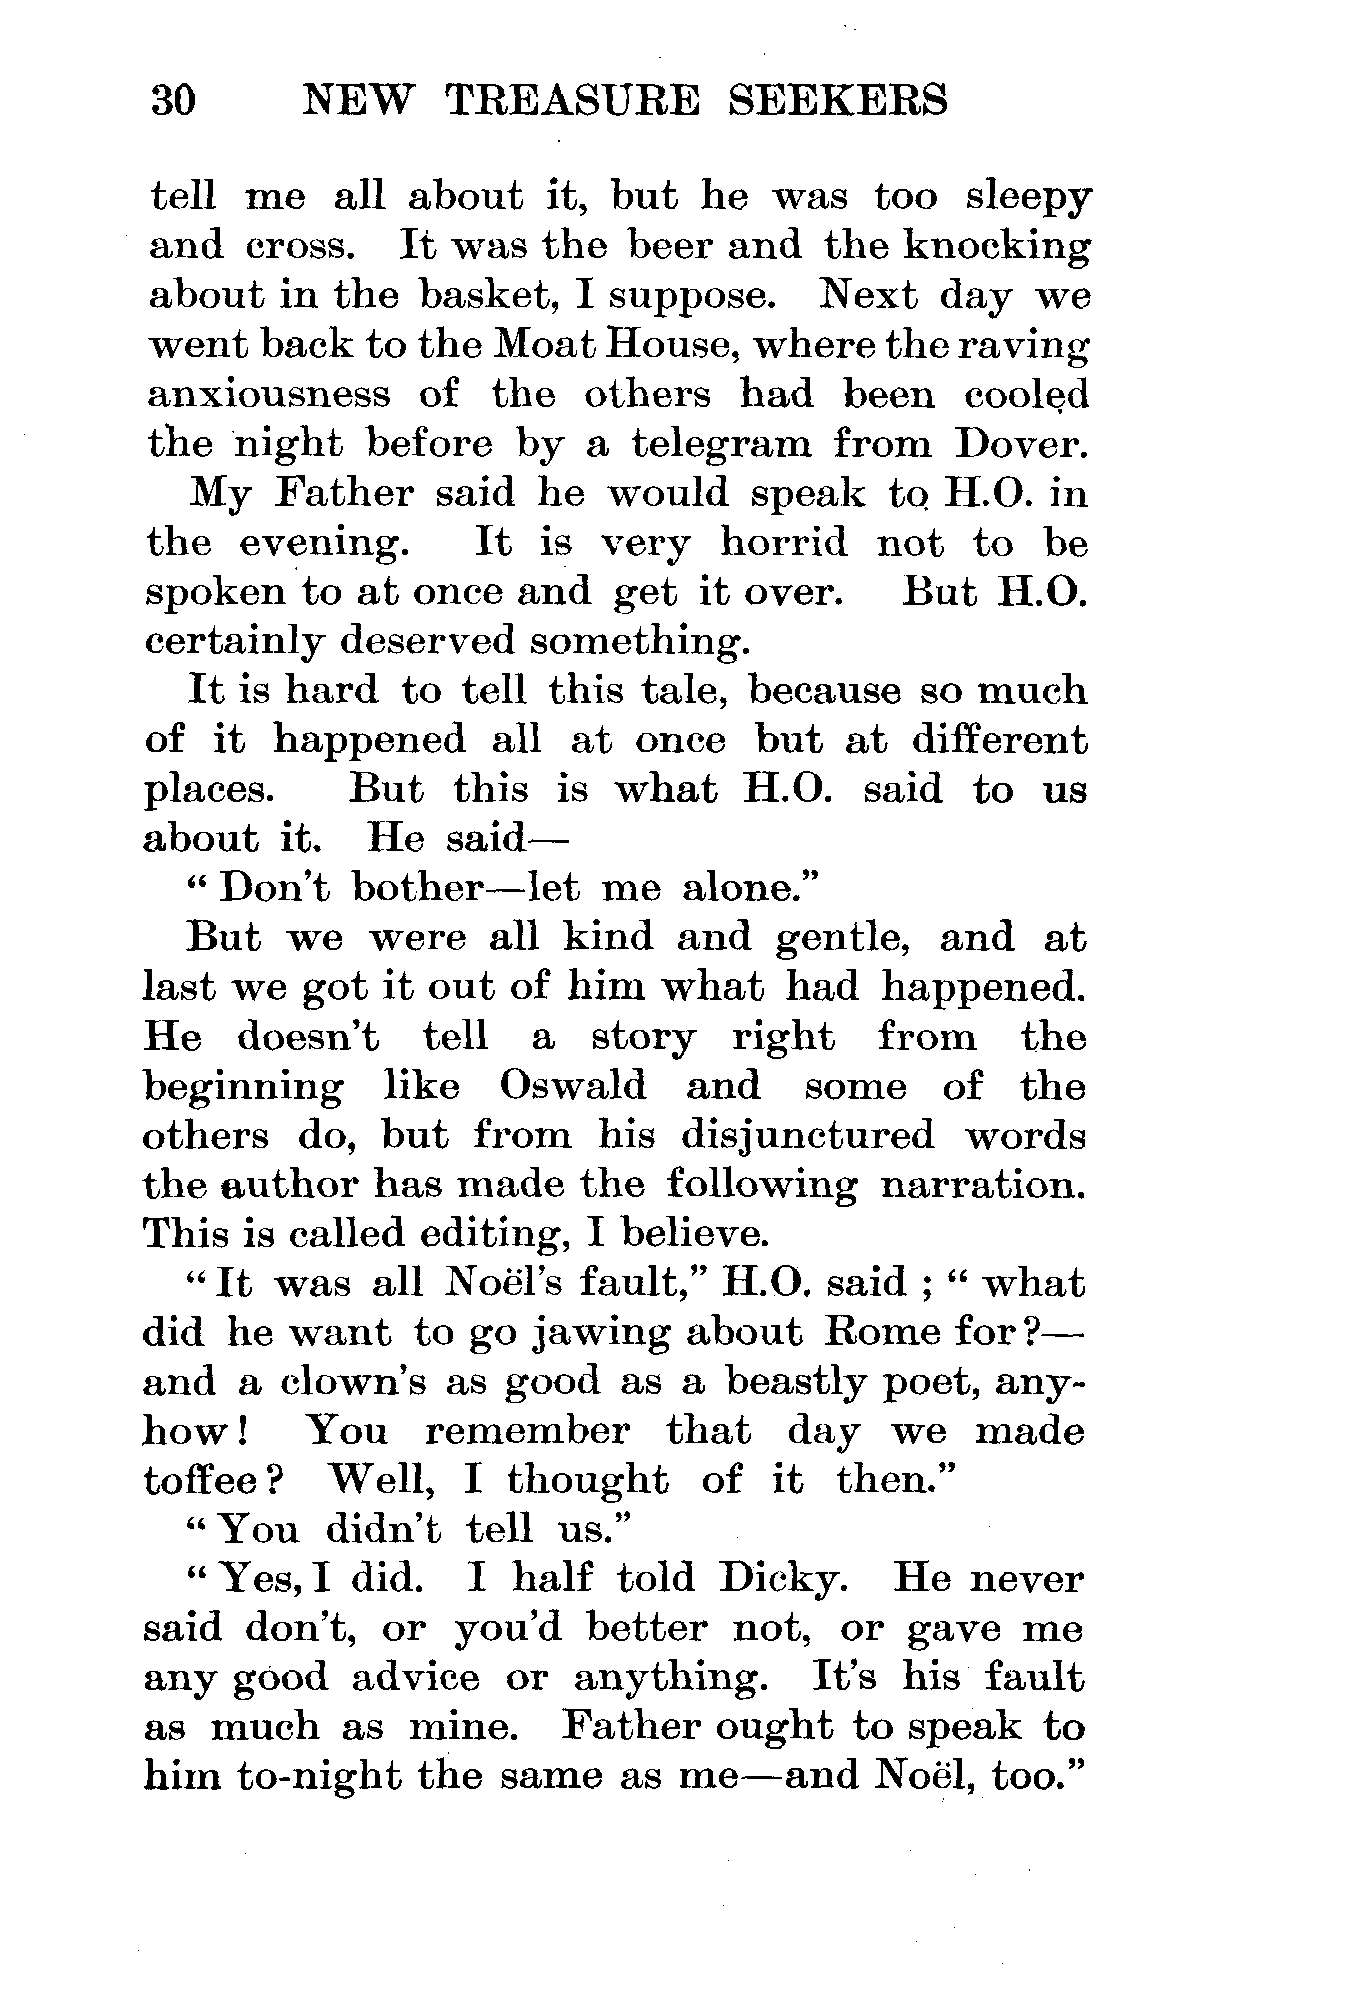 30 NEW TREASURE SEEKERS
tell me all about it, but he was too sleepy
and cross. It was the beer and the knocking
about in the basket, I suppose. Next day we
went back to the Moat House, where the raving
anxiousness of the others had been cooled
the night before by a telegram from Dover.
My Father said he would speak to H.O. in
the evening. It is very horrid not to be
spoken to at once and get it over. But H.O.
certainly deserved something.
It is hard to tell this tale, because so much
of it happened all at once but at different
places. But this is what H.O. said to us
about it. He said—
“ Don't bother—let me alone.”
But we were all kind and gentle, and at
last we got it out of him what had happened.
He doesn't tell a story right from the
beginning like Oswald and some of the
others do, but from his disjunctured words
the author has made the following narration.
This is called editing, I believe.
“ It was all Noël's fault,” H.O. said ; “ what
did he want to go jawing about Rome for?—
and a clown's as good as a beastly poet, any-
how! You remember that day we made
toffee? Well, I thought of it then.”
“ You didn't tell us.”
“ Yes, I did. I half told Dicky. He never
said don't, or you'd better not, or gave me
any good advice or anything. It's his fault
as much as mine. Father ought to speak to
him to-night the same as me—and Noël, too.”